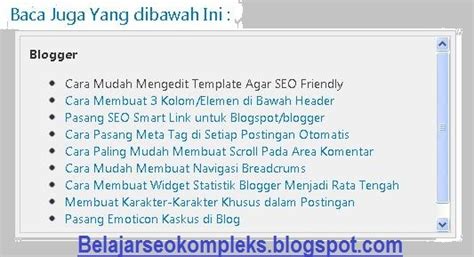 Baca Juga Yang dibawah Ini :
Blogger
Cara Mudah Mengedit Template Agar SEO Friendly
Cara Membuat 3 Kolom/Elemen di Bawah Header
Pasang SEO Smart Link untuk Blogspot/blogger
Cara Pasang Meta Tag di Setiap Postingan Otomatis
Cara Paling Mudah Membuat Scroll Pada Area Komentar
Cara Mudah Membuat Navigasi Breadcrums
Cara Membuat Widget Statistik Blogger Menjadi Rata Tengah
Membuat Karakter-Karakter Khusus dalam Postingan
Pasang Emoticon Kaskus di Blog
Belajarseokompleks.blogspot.com